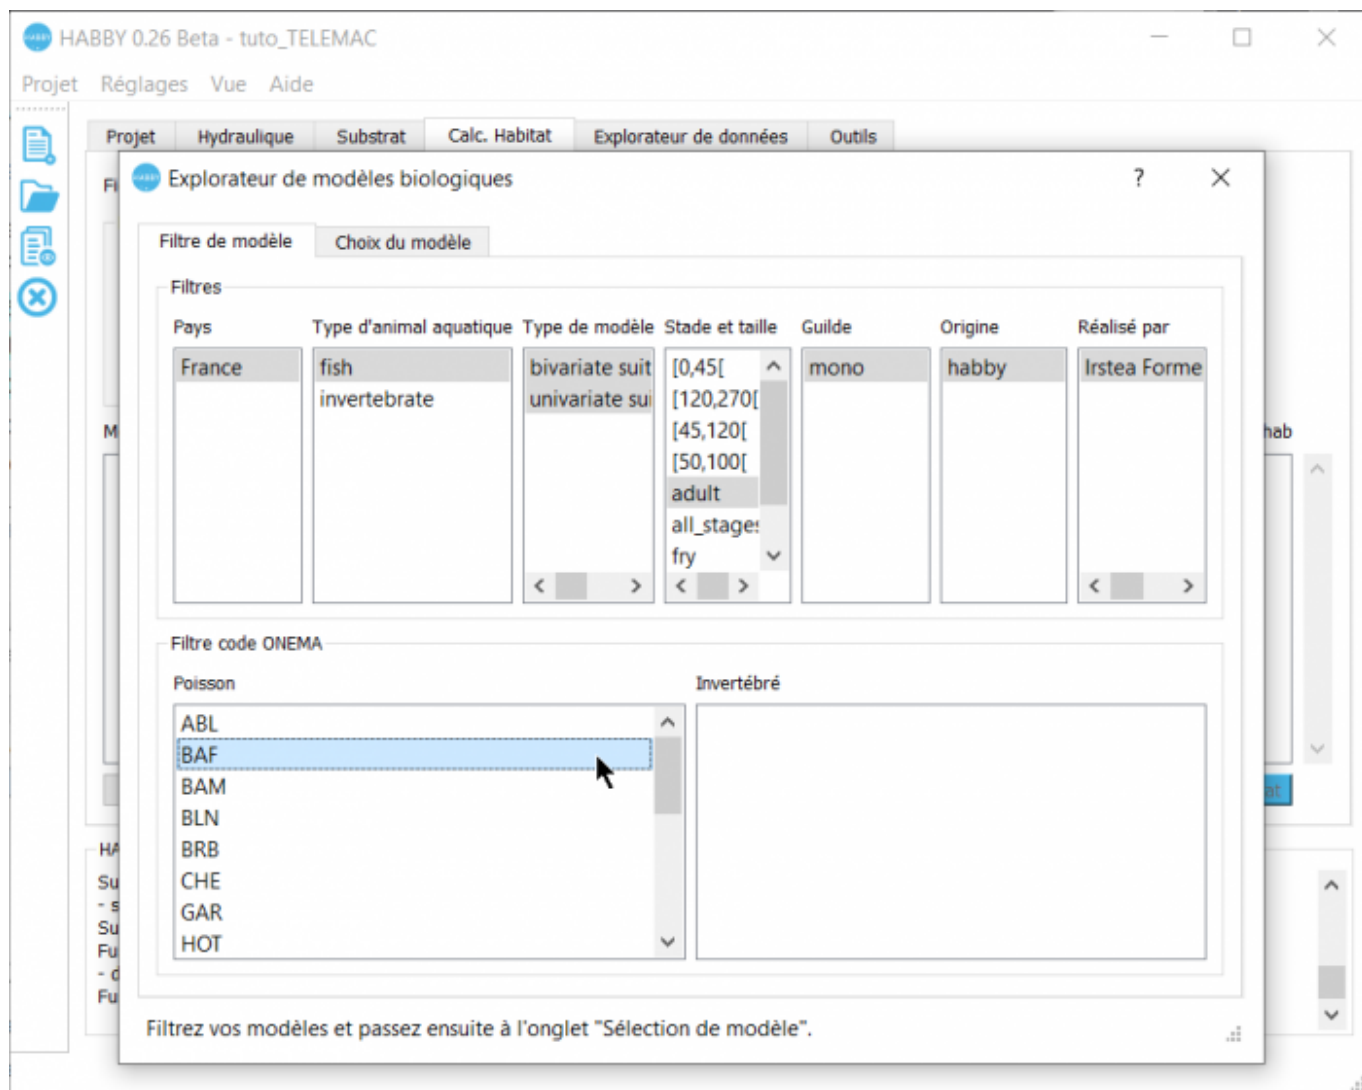 HABBY 0.26 Beta - tuto_TELEMAC
Projet Réglages Vue Aide
Projet Hydraulique Substrat Calc. Habitat Explorateur de données Outils
Explorateur de modèles biologiques
Filtre de modèle Choix du modèle
Filtres
Pays Type d'animal aquatique Type de modèle Stade et taille Guilde Origine Réalisé par
France fish bivariate suit [0,45[ mono habby Irstea Forme
invertebrate univariate sui [120,270[
[45,120[
hab
[50,100[
adult
all_stages
fry
Filtre code ONEMA
Poisson Invertébré
ABL
BAF
BAM
BLN
BRB
CHE
GAR
HOT
Su
- s
Su
Fu
- d
Fu
Filtrez vos modèles et passez ensuite à l'onglet "Sélection de modèle".